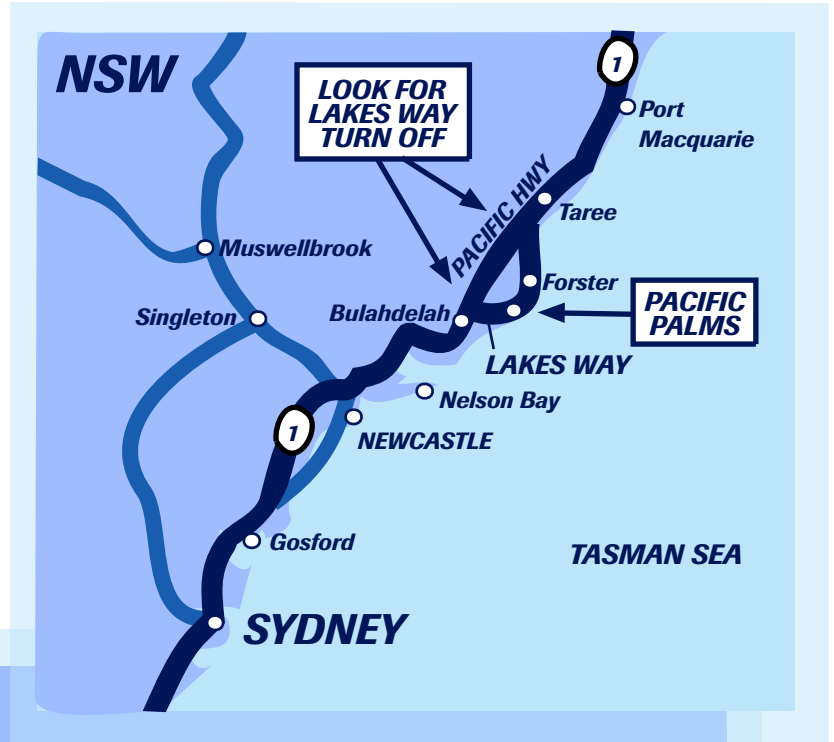 NSW
1
LOOK FOR
LAKES WAY
TURN OFF
Port
Macquarie
PACIFIC HWY
Taree
Muswellbrook
Forster
PACIFIC
PALMS
Singleton
Bulahdelah
LAKES WAY
Nelson Bay
1
NEWCASTLE
Gosford
TASMAN SEA
SYDNEY